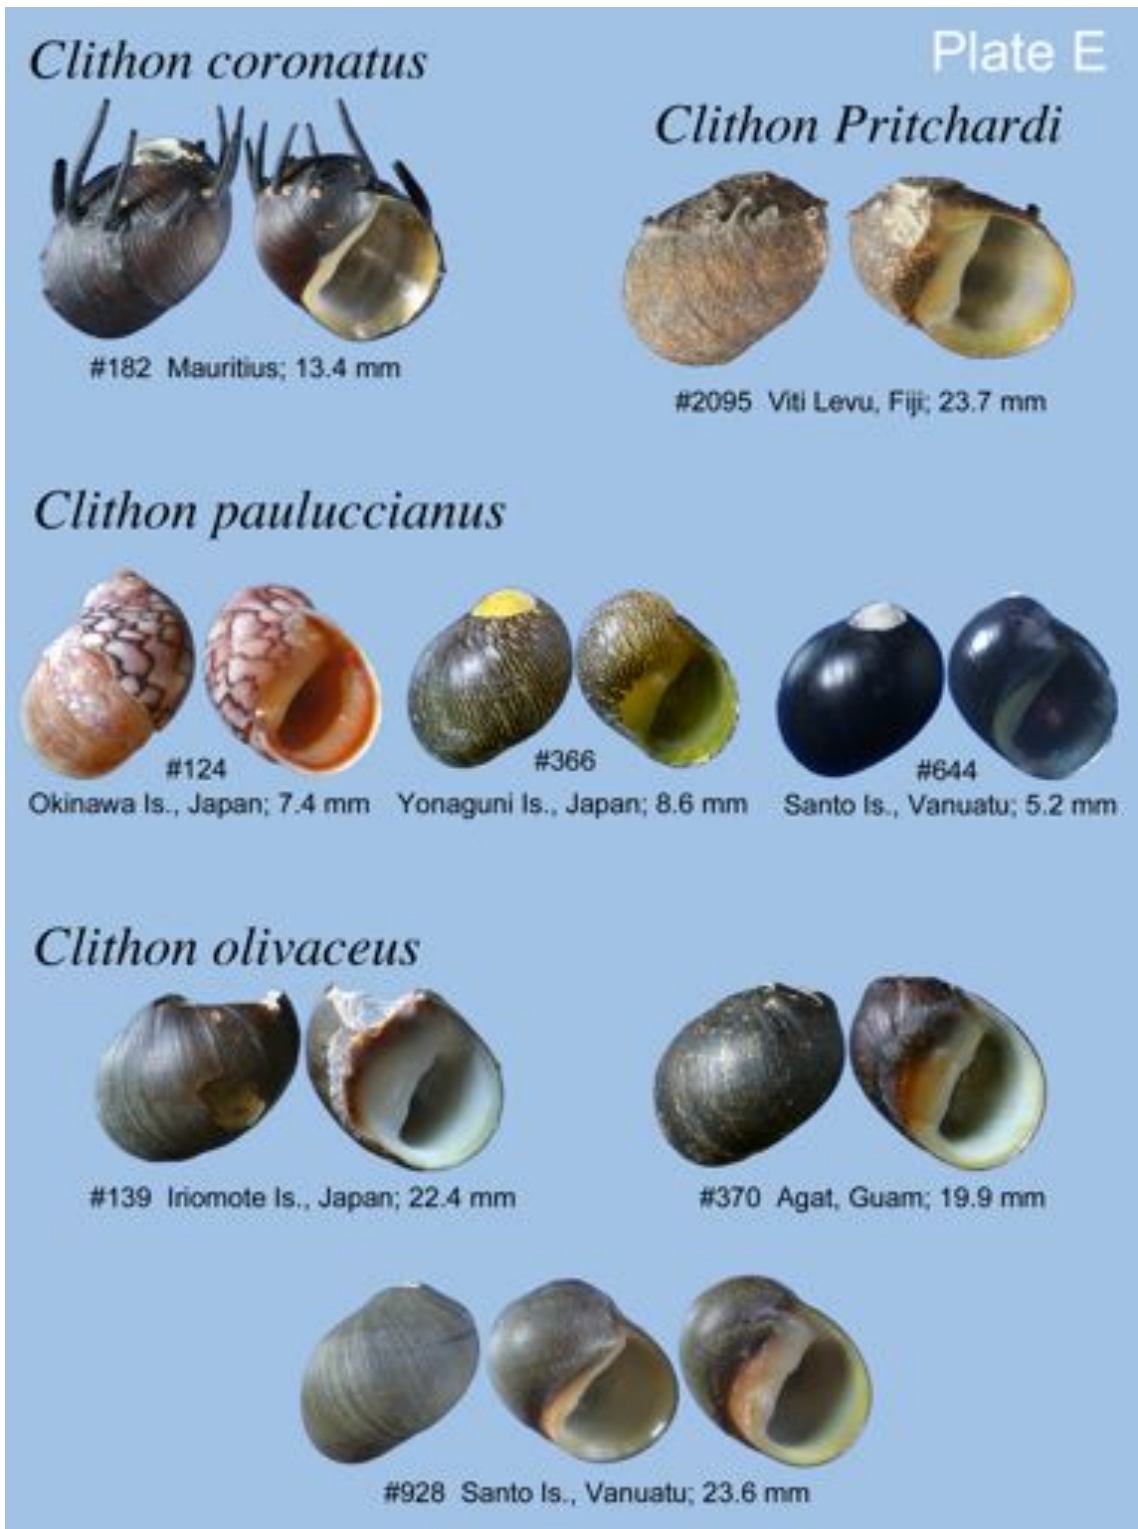 Clithon coronatus
Plate E
Clithon Pritchardi
#182 Mauritius; 13.4 mm
#2095 Viti Levu, Fiji; 23.7 mm
Clithon pauluccianus
#124
Okinawa Is., Japan; 7.4 mm
#366
Yonaguni Is., Japan; 8.6 mm
#644
Santo Is., Vanuatu; 5.2 mm
Clithon olivaceus
#139 Iriomote Is., Japan; 22.4 mm
#370 Agat, Guam; 19.9 mm
#928 Santo Is., Vanuatu; 23.6 mm